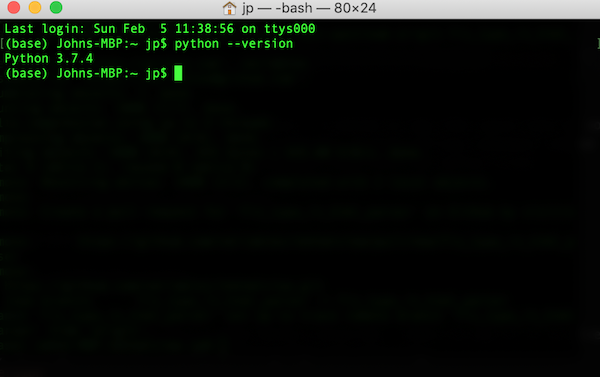 jp — -bash — 80×24
Last login: Sun Feb  5 11:38:56 on ttys000
[(base) Johns-MBP:~ jp$ python --version
Python 3.7.4
(base) Johns-MBP:~ jp$